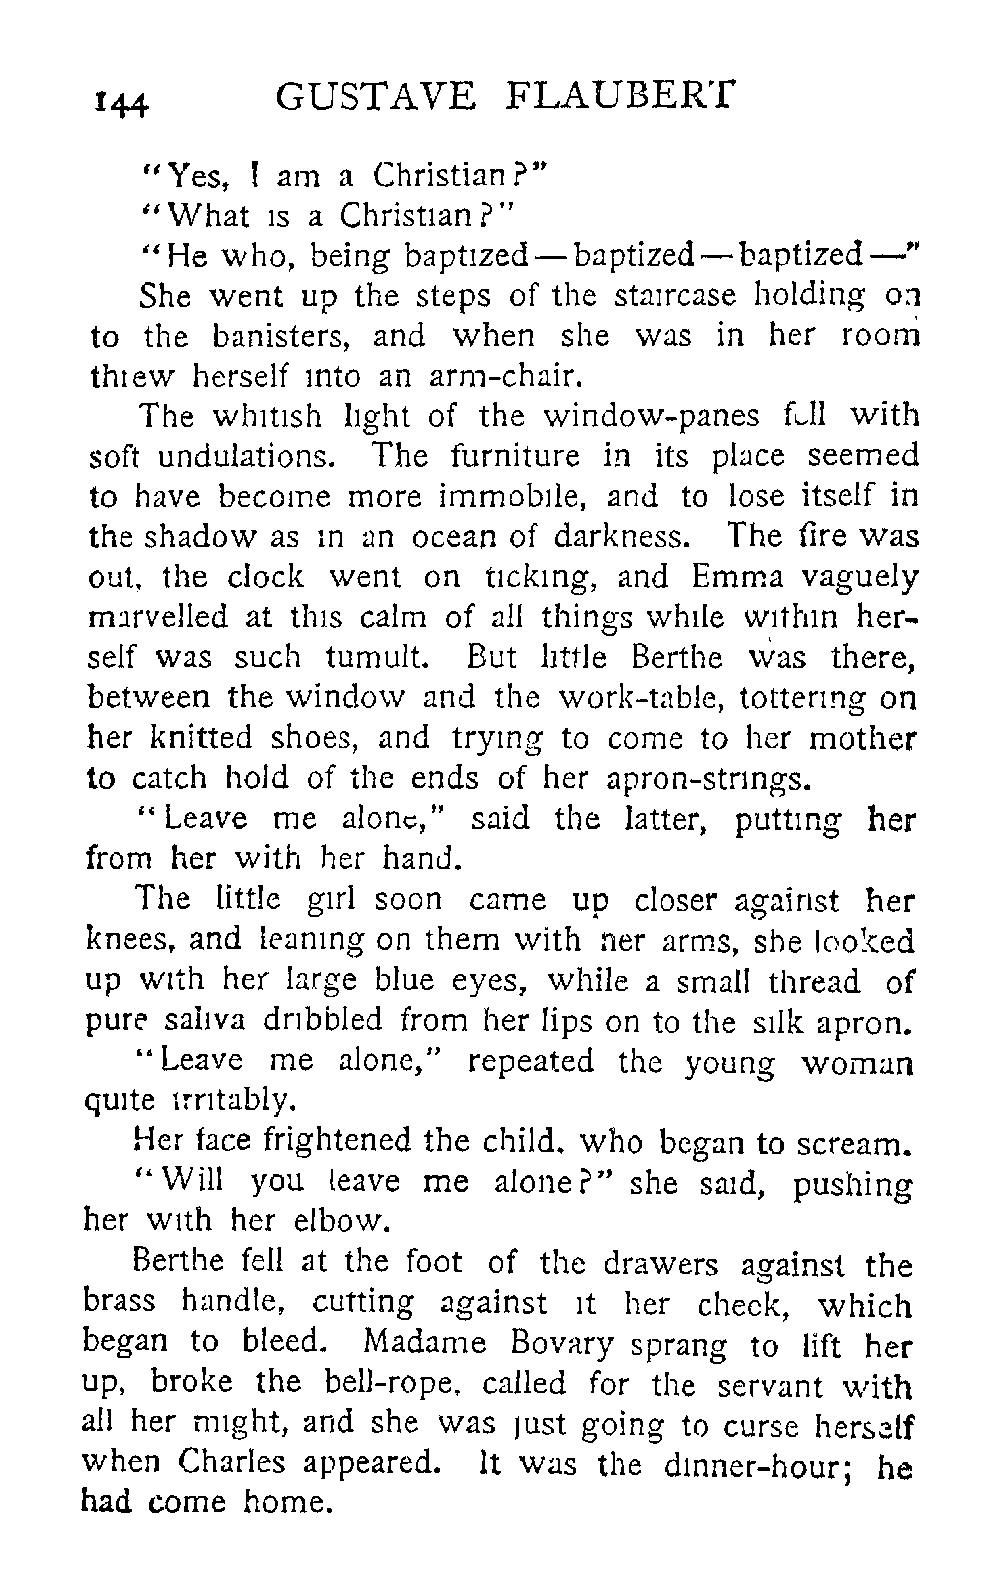 144 GUSTAVE FLAUBERT
“Yes, I am a Christian?”
“What is a Christian?”
“He who, being baptized—baptized—baptized—”
She went up the steps of the staircase holding on
to the banisters, and when she was in her room
threw herself into an arm-chair.
The whitish light of the window-panes fell with
soft undulations. The furniture in its place seemed
to have become more immobile, and to lose itself in
the shadow as in an ocean of darkness. The fire was
out, the clock went on ticking, and Emma vaguely
marvelled at this calm of all things while within her-
self was such tumult. But little Berthe was there,
between the window and the work-table, tottering on
her knitted shoes, and trying to come to her mother
to catch hold of the ends of her apron-strings.
“Leave me alone,” said the latter, putting her
from her with her hand.
The little girl soon came up closer against her
knees, and leaning on them with her arms, she looked
up with her large blue eyes, while a small thread of
pure saliva dribbled from her lips on to the silk apron.
“Leave me alone,” repeated the young woman
quite irritably.
Her face frightened the child, who began to scream.
“Will you leave me alone?” she said, pushing
her with her elbow.
Berthe fell at the foot of the drawers against the
brass handle, cutting against it her cheek, which
began to bleed. Madame Bovary sprang to lift her
up, broke the bell-rope, called for the servant with
all her might, and she was just going to curse herself
when Charles appeared. It was the dinner-hour; he
had come home.